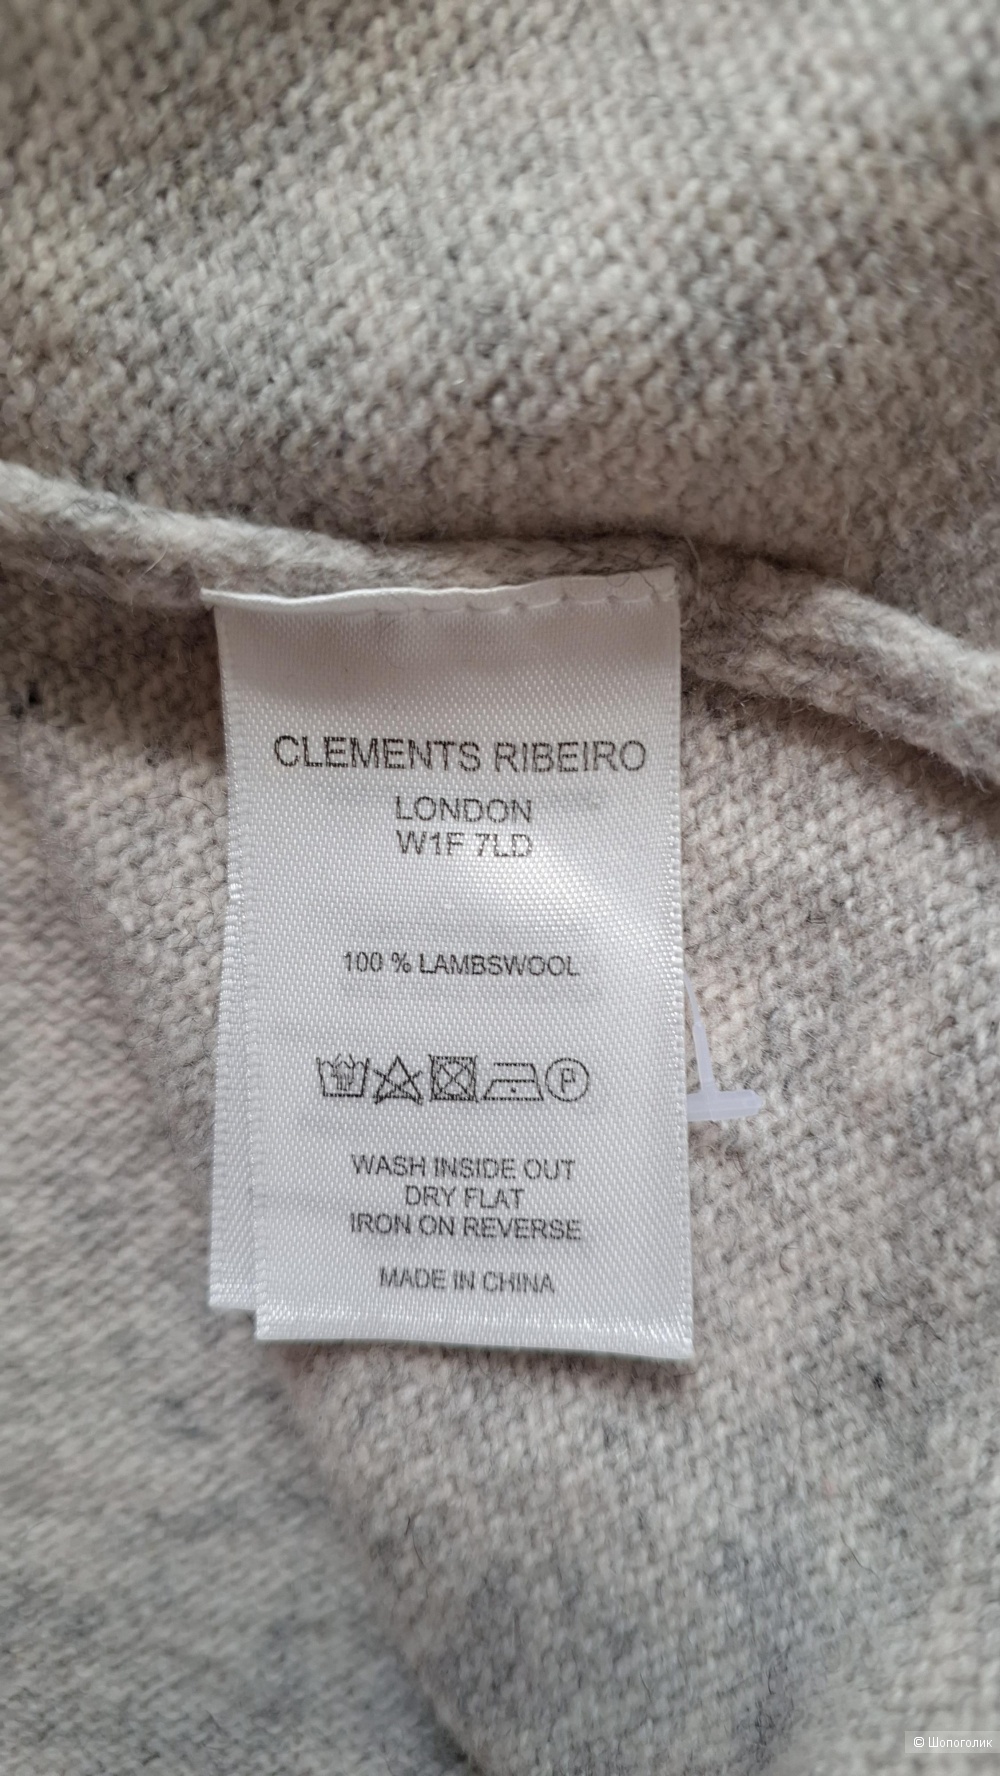 CLEMENTS RIBEIRO
LONDON
W1F 7LD
100 % LAMBSWOOL
P
WASH INSIDE OUT
DRY FLAT
IRON ON REVERSE
MADE IN CHINA
© Шопоголик